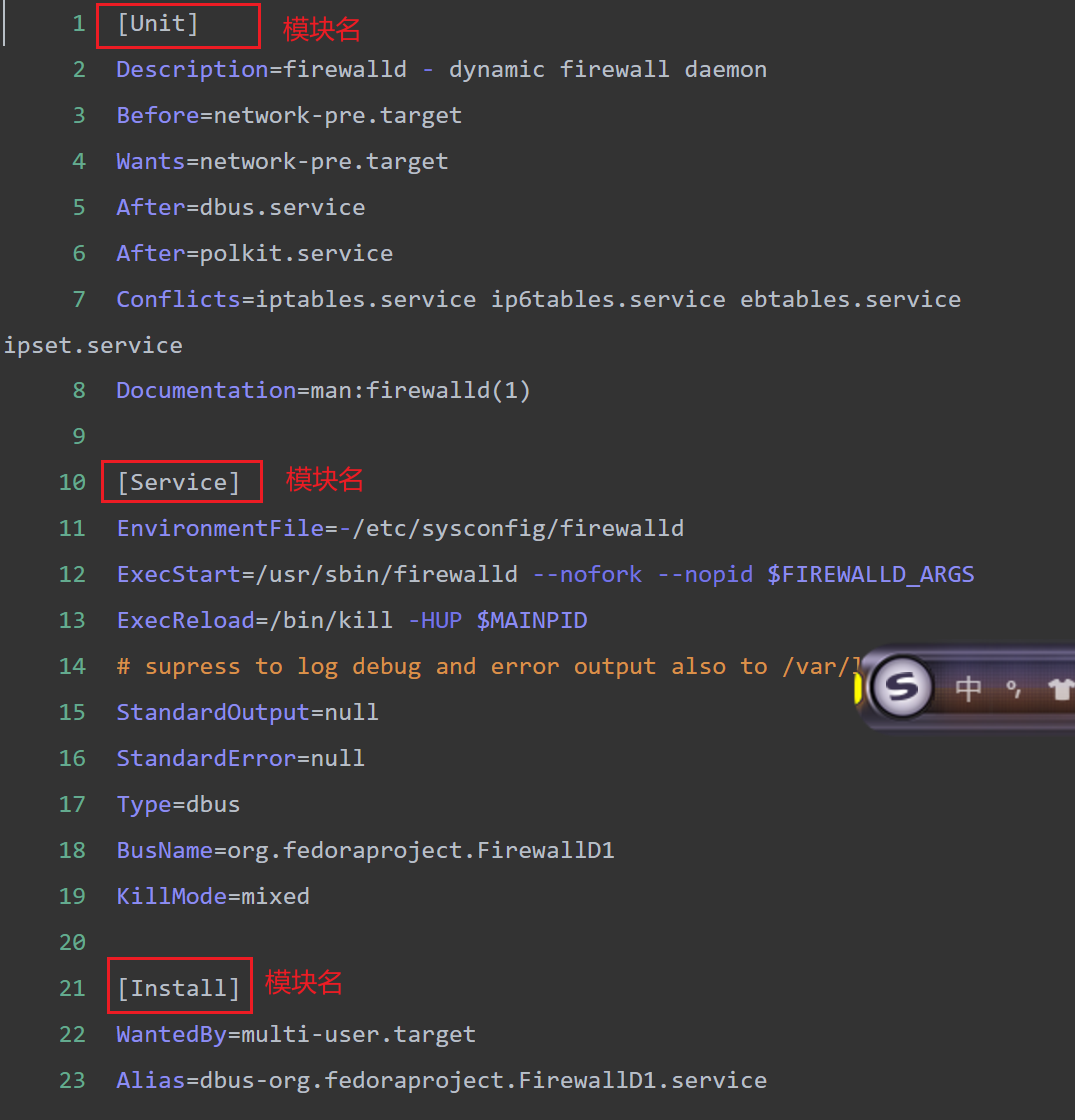 1 [Unit] 模块名
2 Description=firewalld - dynamic firewall daemon
3 Before=network-pre.target
4 Wants=network-pre.target
5 After=dbus.service
6 After=polkit.service
7 Conflicts=iptables.service ip6tables.service ebtables.service
ipset.service
8 Documentation=man:firewalld(1)
9
10 [Service] 模块名
11 EnvironmentFile=-/etc/sysconfig/firewalld
12 ExecStart=/usr/sbin/firewalld --nofork --nopid $FIREWALLD_ARGS
13 ExecReload=/bin/kill -HUP $MAINPID
14 # supress to log debug and error output also to /var/
S 中 °,
15 StandardOutput=null
16 StandardError=null
17 Type=dbus
18 BusName=org.fedoraproject.FirewallD1
19 KillMode=mixed
20
21 [Install] 模块名
22 WantedBy=multi-user.target
23 Alias=dbus-org.fedoraproject.FirewallD1.service